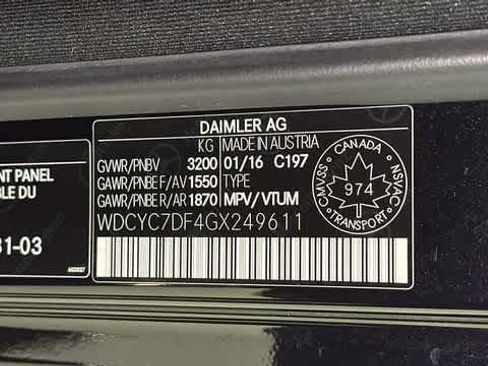 DAIMLER AG
KG MADE IN AUSTRIA
GVWR/PNBV 3200 01/16 C197
GAWR/PNBE F/AV 1550 TYPE
GAWR/PNBE R/AR 1870 MPV/VTUM
WDCYC7DF4GX249611
CANADA
CMVSS
NSVAC
974
TRANSPORT
NT PANEL
BLE DU
31-03